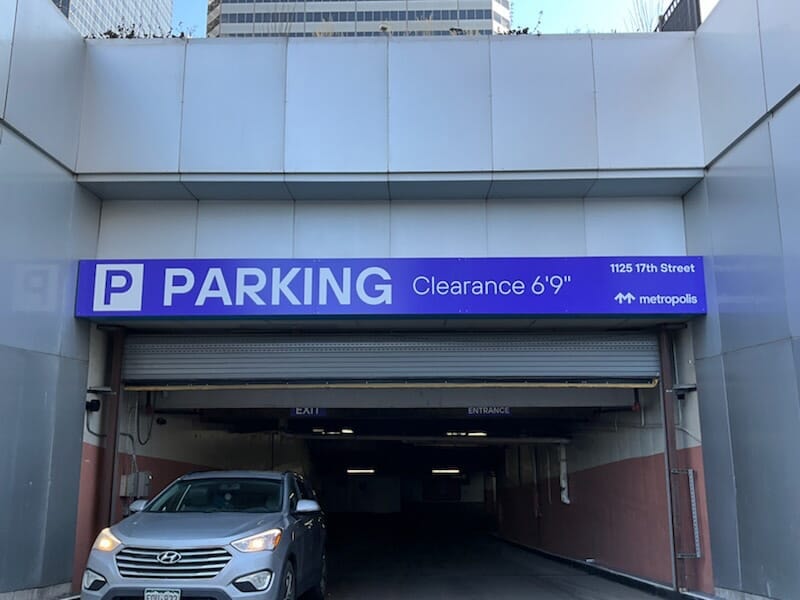 P PARKING Clearance 6'9"
1125 17th Street
metropolis
EXIT
ENTRANCE